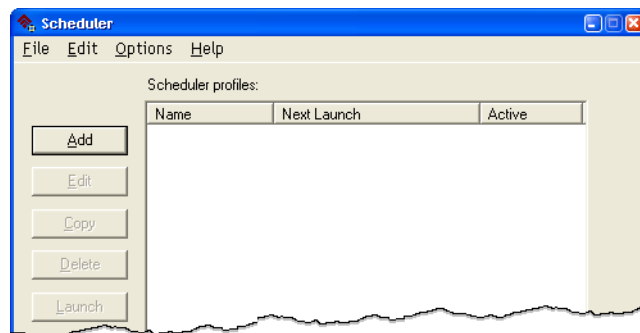 Scheduler
File Edit Options Help
Scheduler profiles:
Name Next Launch Active
Add
Edit
Copy
Delete
Launch